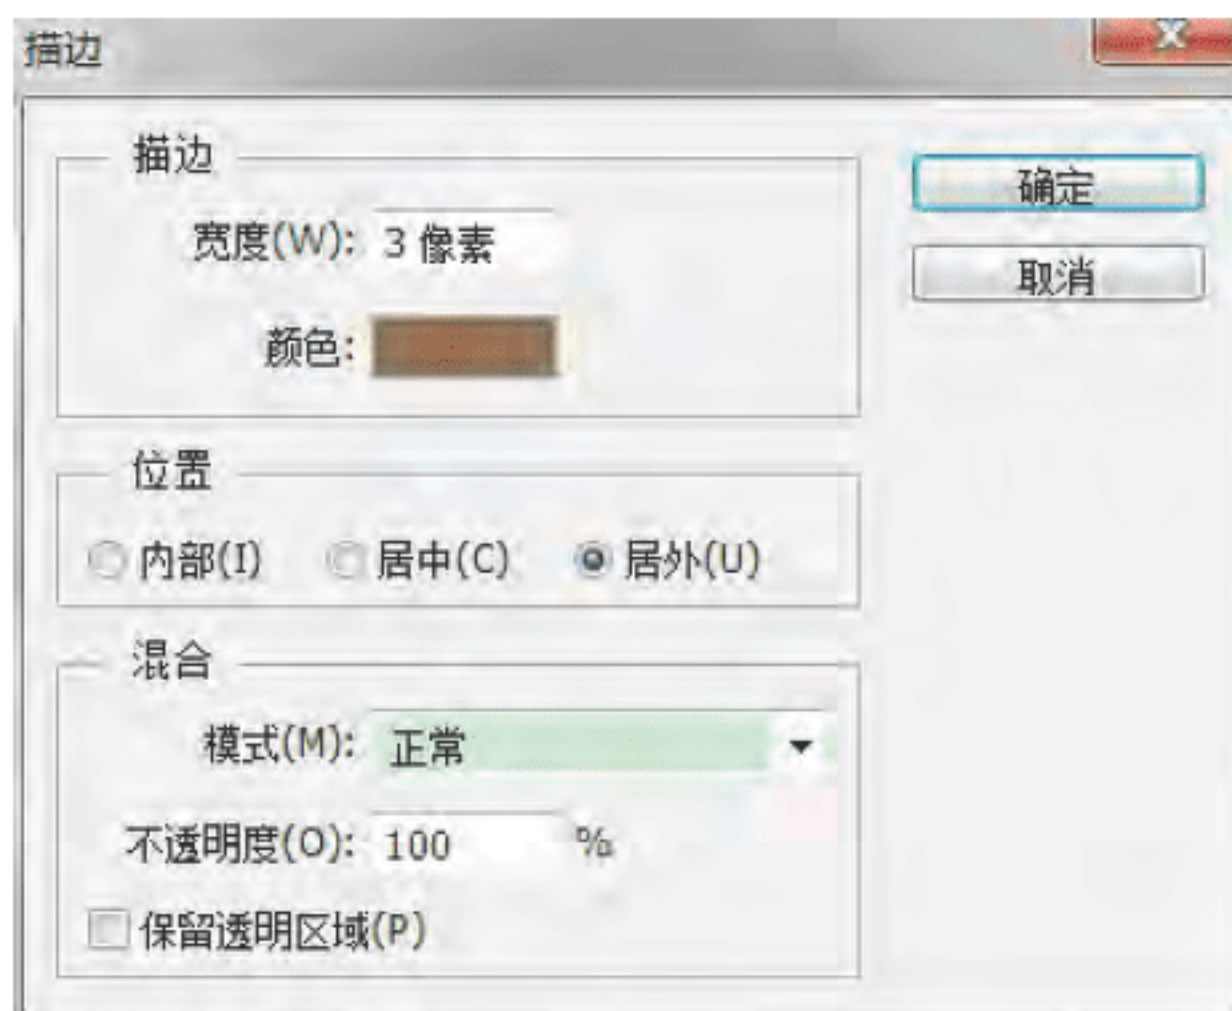 描边
描边
确定
宽度(W): 3 像素
取消
颜色:
位置
内部(I) 居中(C) 居外(U)
混合
模式(M): 正常
不透明度(O): 100 %
保留透明区域(P)